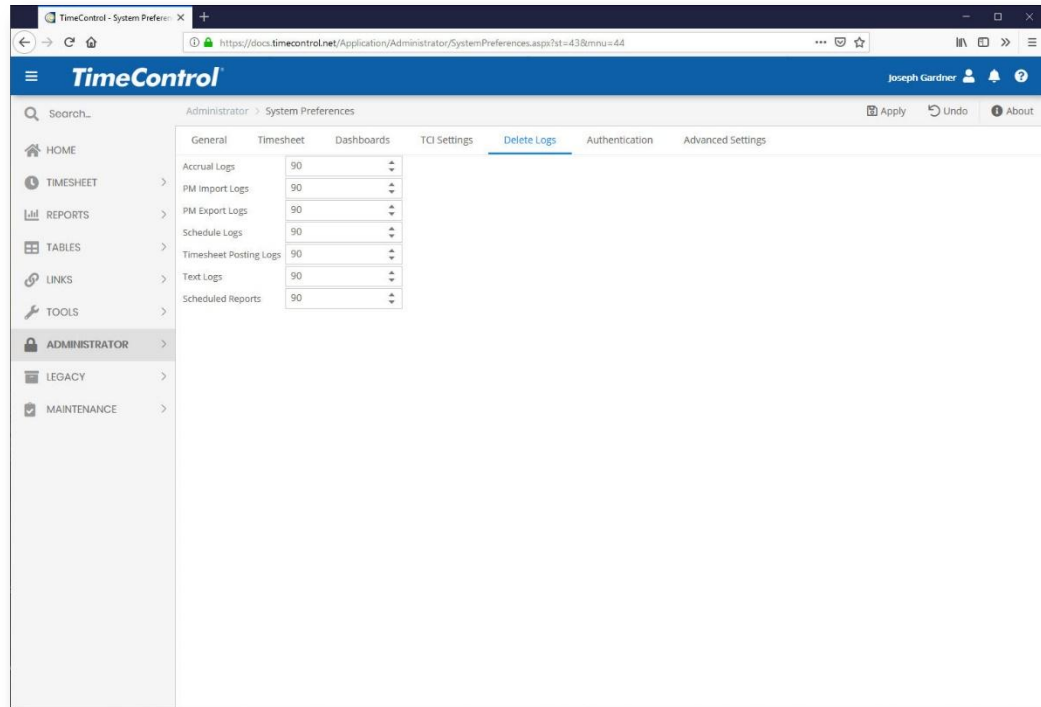 TimeControl - System Preferen
https://docs.timecontrol.net/Application/Administrator/SystemPreferences.aspx?st=43&mnu=44
TimeControl
Joseph Gardner
Search...
Administrator > System Preferences
Apply
Undo
About
General Timesheet Dashboards TCI Settings Delete Logs Authentication Advanced Settings
HOME
TIMESHEET
REPORTS
TABLES
LINKS
TOOLS
ADMINISTRATOR
LEGACY
MAINTENANCE
Accrual Logs 90
PM Import Logs 90
PM Export Logs 90
Schedule Logs 90
Timesheet Posting Logs 90
Text Logs 90
Scheduled Reports 90